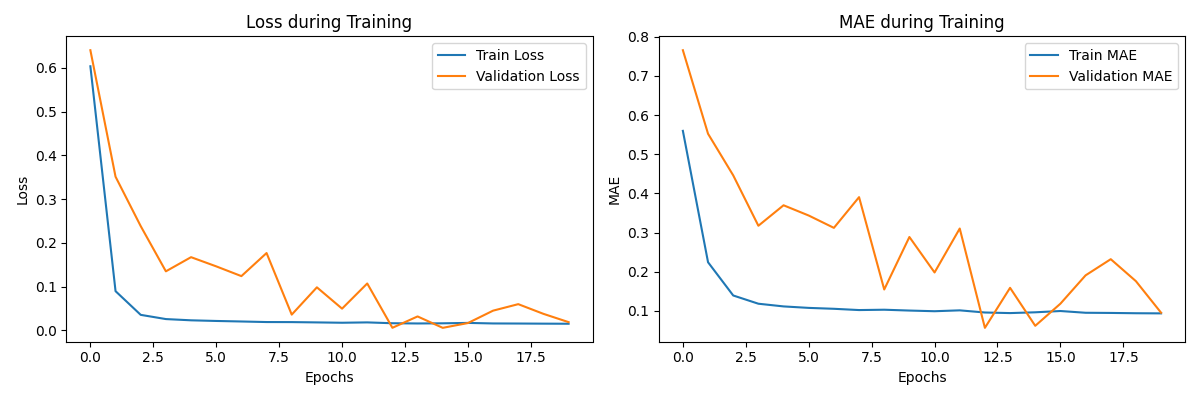 Loss during Training
Train Loss
Validation Loss
Loss
0.6
0.5
0.4
0.3
0.2
0.1
0.0
0.0 2.5 5.0 7.5 10.0 12.5 15.0 17.5
Epochs
MAE during Training
Train MAE
Validation MAE
MAE
0.8
0.7
0.6
0.5
0.4
0.3
0.2
0.1
0.0 2.5 5.0 7.5 10.0 12.5 15.0 17.5
Epochs